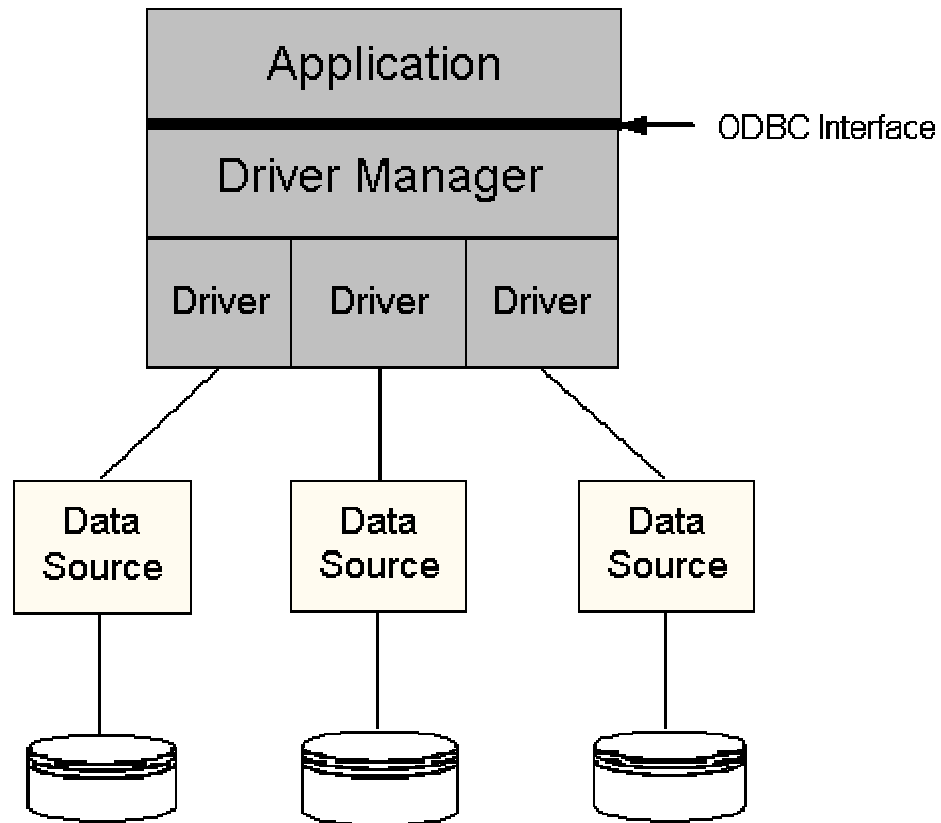 Application
ODBC Interface
Driver Manager
Driver
Driver
Driver
Data
Source
Data
Source
Data
Source